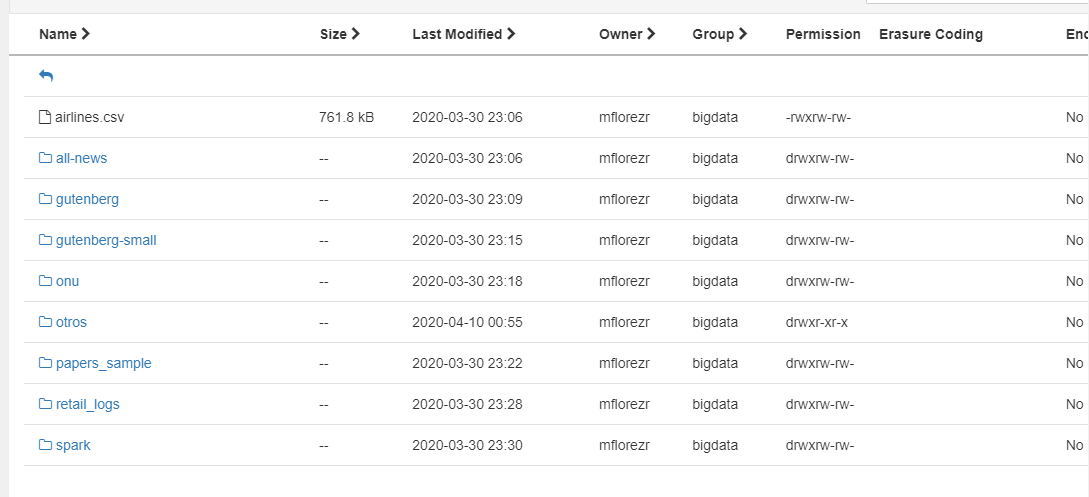 Name Size Last Modified Owner Group Permission Erasure Coding
airlines.csv 761.8 kB 2020-03-30 23:06 mflorezr bigdata -rwxrw-rw- No
all-news -- 2020-03-30 23:06 mflorezr bigdata drwxrw-rw- No
gutenberg -- 2020-03-30 23:09 mflorezr bigdata drwxrw-rw- No
gutenberg-small -- 2020-03-30 23:15 mflorezr bigdata drwxrw-rw- No
onu -- 2020-03-30 23:18 mflorezr bigdata drwxrw-rw- No
otros -- 2020-04-10 00:55 mflorezr bigdata drwxr-xr-x No
papers_sample -- 2020-03-30 23:22 mflorezr bigdata drwxrw-rw- No
retail_logs -- 2020-03-30 23:28 mflorezr bigdata drwxrw-rw- No
spark -- 2020-03-30 23:30 mflorezr bigdata drwxrw-rw- No